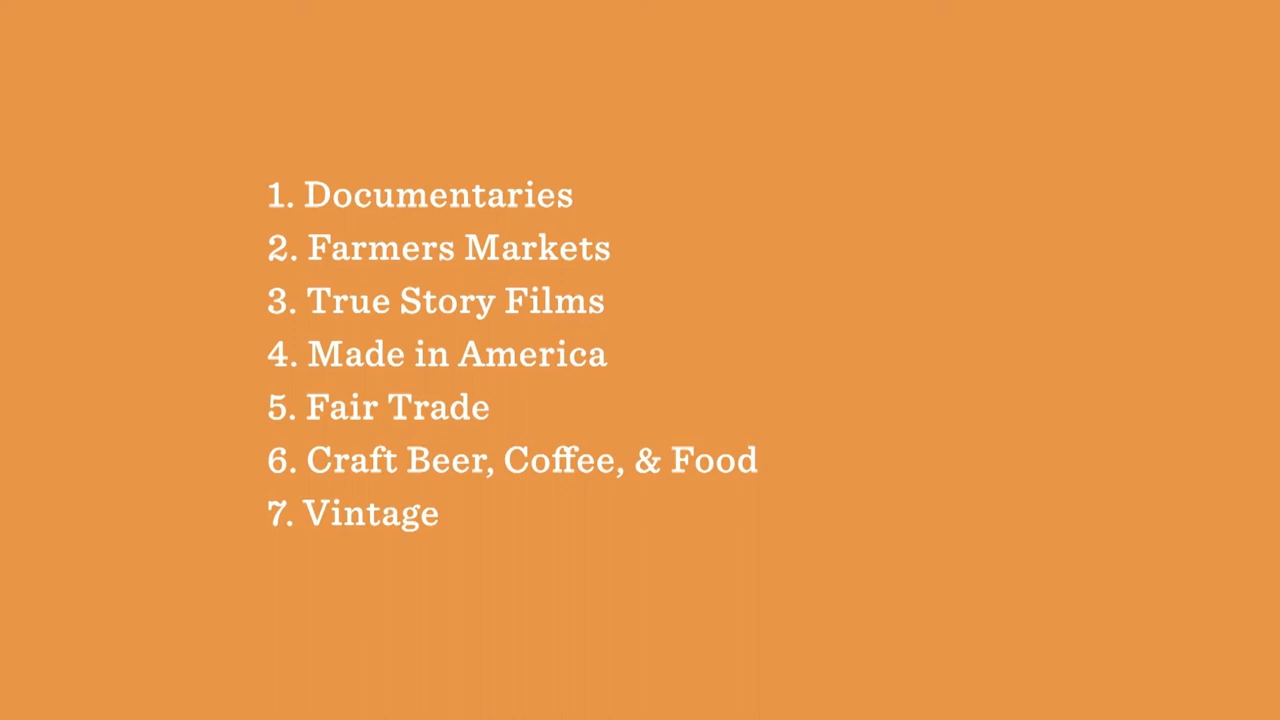 1. Documentaries
2. Farmers Markets
3. True Story Films
4. Made in America
5. Fair Trade
6. Craft Beer, Coffee, & Food
7. Vintage